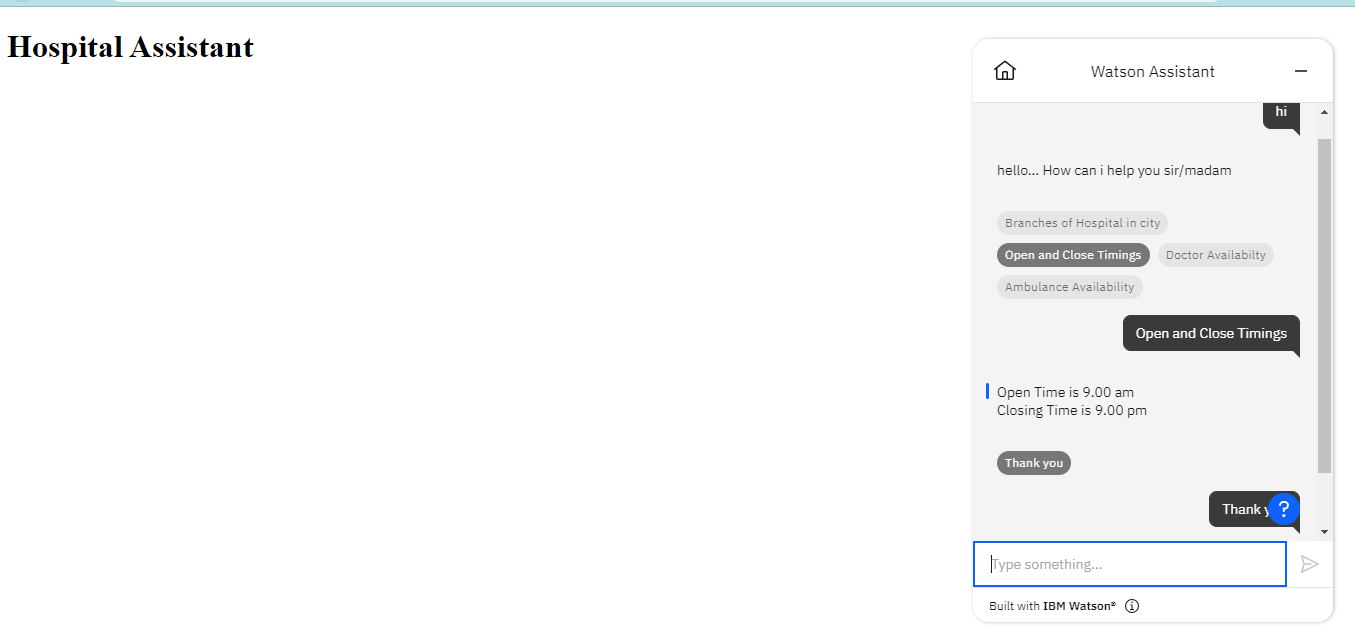 Hospital Assistant
Watson Assistant
hi
hello... How can i help you sir/madam
Branches of Hospital in city
Open and Close Timings
Doctor Availabilty
Ambulance Availability
Open and Close Timings
Open Time is 9.00 am
Closing Time is 9.00 pm
Thank you
Thank
?
Type something...
Built with IBM Watson®